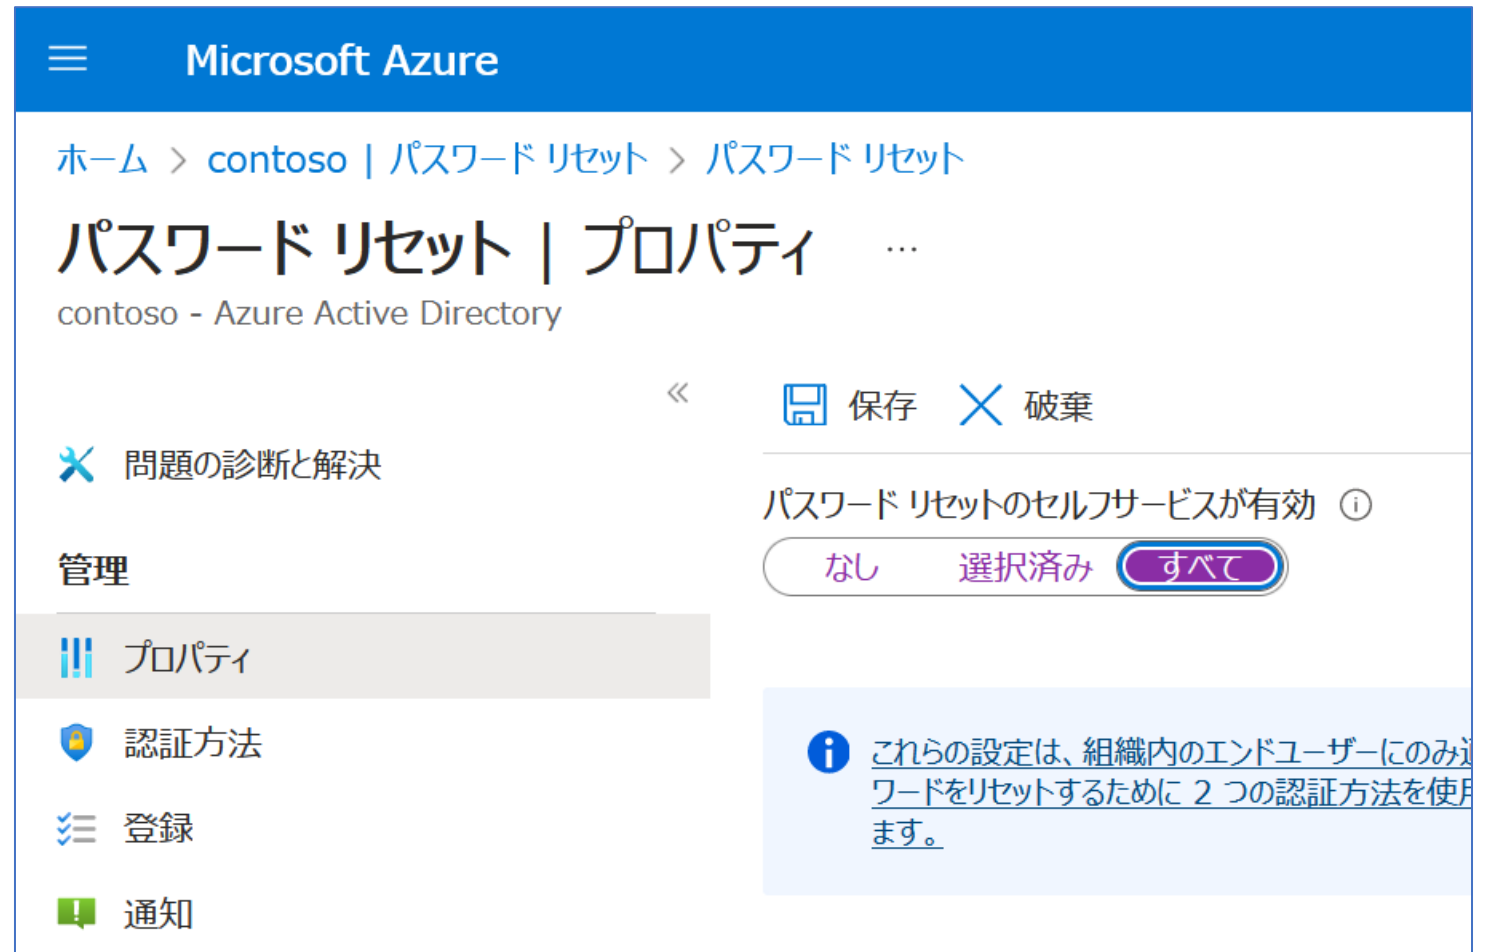 Microsoft Azure
ホーム > contoso | パスワード リセット > パスワード リセット
パスワード リセット | プロパティ ...
contoso - Azure Active Directory
«
保存 破棄
問題の診断と解決
パスワード リセットのセルフサービスが有効
なし 選択済み すべて
管理
プロパティ
認証方法
登録
通知
これらの設定は、組織内のエンドユーザーにのみ
ワードをリセットするために 2 つの認証方法を使用
ます。